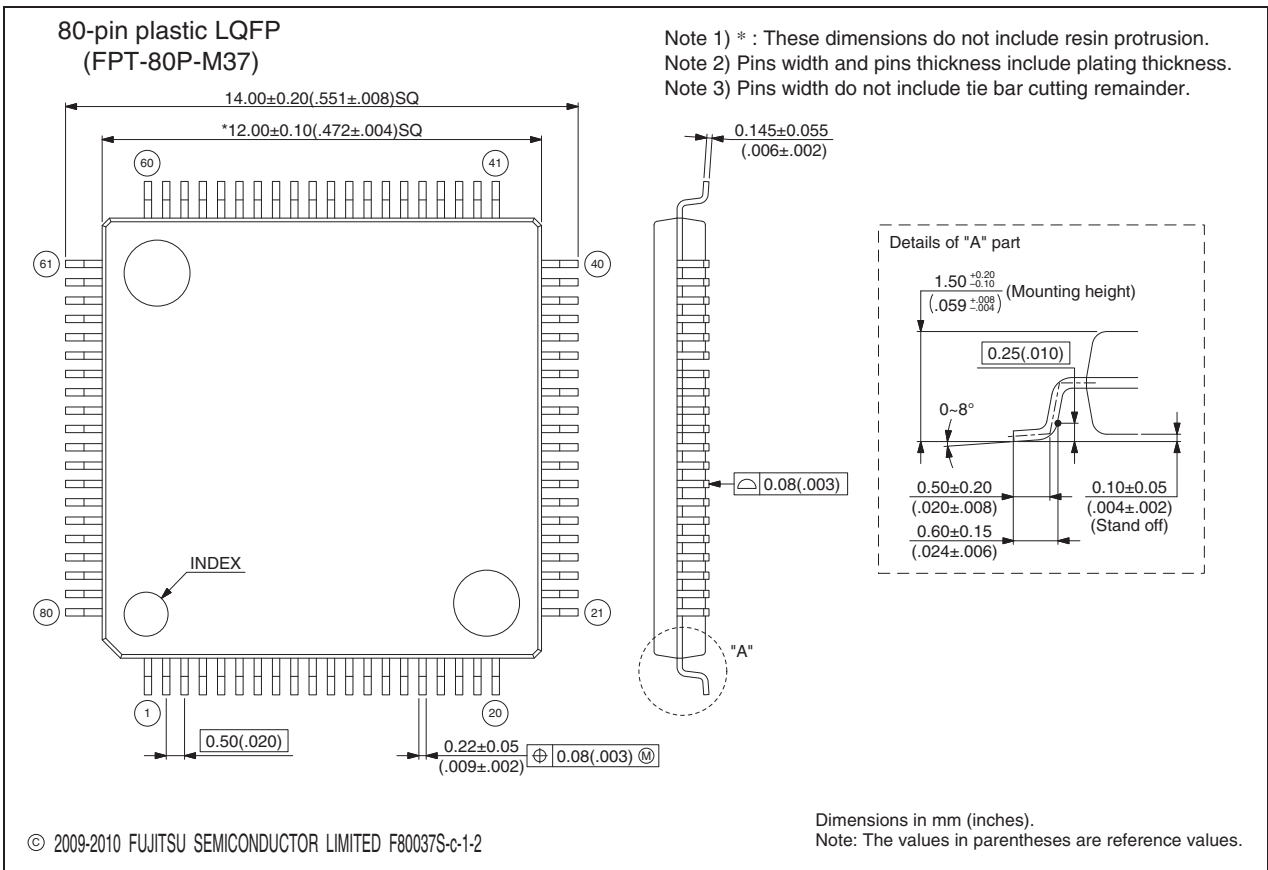 80-pin plastic LQFP
(FPT-80P-M37)
Note 1) * : These dimensions do not include resin protrusion.
Note 2) Pins width and pins thickness include plating thickness.
Note 3) Pins width do not include tie bar cutting remainder.
14.00±0.20(.551±.008)SQ
*12.00±0.10(.472±.004)SQ
0.145±0.055
(.006±.002)
60
41
61
40
Details of "A" part
1.50 +0.20 −0.10
(.059 +.008 −.004)
(Mounting height)
0.25(.010)
0~8°
0.50±0.20
(.020±.008)
0.60±0.15
(.024±.006)
0.10±0.05
(.004±.002)
(Stand off)
⌓ 0.08(.003)
INDEX
80
21
"A"
1
20
0.50(.020)
0.22±0.05
(.009±.002)
⌖ 0.08(.003) Ⓜ
© 2009-2010 FUJITSU SEMICONDUCTOR LIMITED F80037S-c-1-2
Dimensions in mm (inches).
Note: The values in parentheses are reference values.